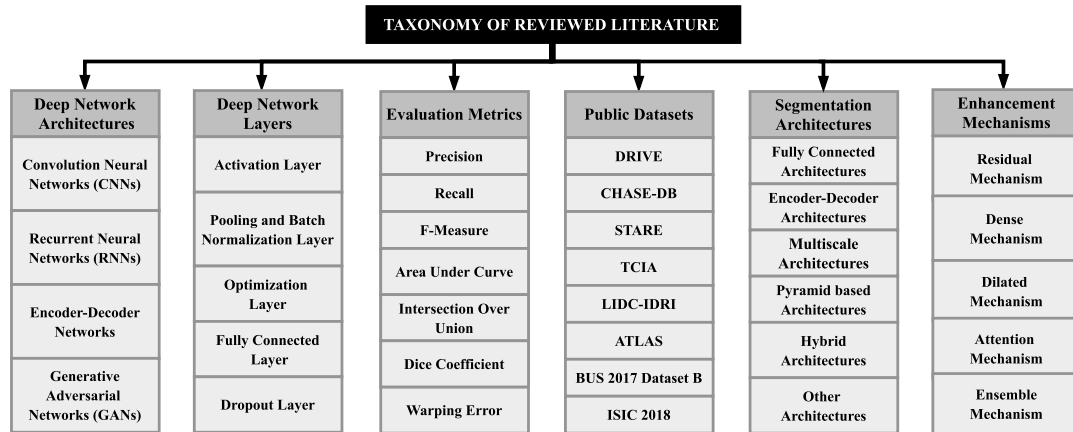 TAXONOMY OF REVIEWED LITERATURE
Deep Network
Architectures
Convolution Neural
Networks (CNNs)
Recurrent Neural
Networks (RNNs)
Encoder-Decoder
Networks
Generative
Adversarial
Networks (GANs)
Deep Network
Layers
Activation Layer
Pooling and Batch
Normalization Layer
Optimization
Layer
Fully Connected
Layer
Dropout Layer
Evaluation Metrics
Precision
Recall
F-Measure
Area Under Curve
Intersection Over
Union
Dice Coefficient
Warping Error
Public Datasets
DRIVE
CHASE-DB
STARE
TCIA
LIDC-IDRI
ATLAS
BUS 2017 Dataset B
ISIC 2018
Segmentation
Architectures
Fully Connected
Architectures
Encoder-Decoder
Architectures
Multiscale
Architectures
Pyramid based
Architectures
Hybrid
Architectures
Other
Architectures
Enhancement
Mechanisms
Residual
Mechanism
Dense
Mechanism
Dilated
Mechanism
Attention
Mechanism
Ensemble
Mechanism